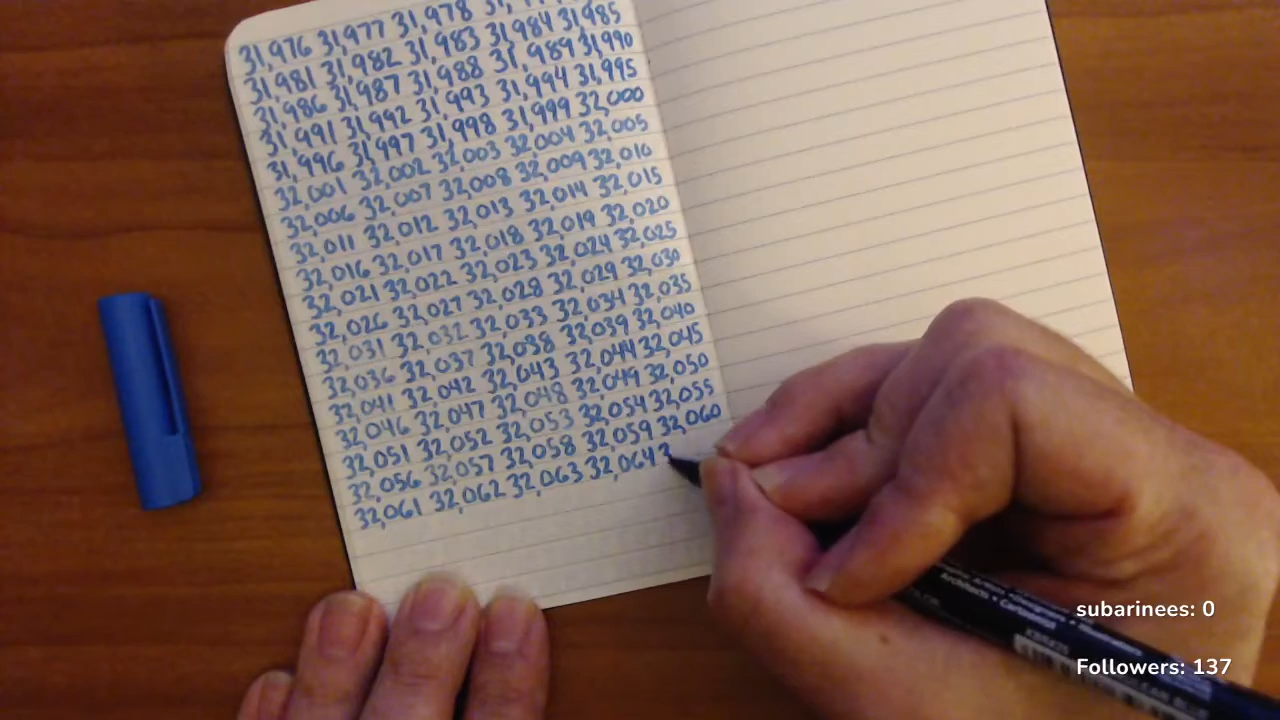 31,976 31,977 31,978
31,981 31,982 31,983 31,984 31,985
31,986 31,987 31,988 31,989 31,990
31,991 31,992 31,993 31,994 31,995
31,996 31,997 31,998 31,999 32,000
32,001 32,002 32,003 32,004 32,005
32,006 32,007 32,008 32,009 32,010
32,011 32,012 32,013 32,014 32,015
32,016 32,017 32,018 32,019 32,020
32,021 32,022 32,023 32,024 32,025
32,026 32,027 32,028 32,029 32,030
32,031 32,032 32,033 32,034 32,035
32,036 32,037 32,038 32,039 32,040
32,041 32,042 32,043 32,044 32,045
32,046 32,047 32,048 32,049 32,050
32,051 32,052 32,053 32,054 32,055
32,056 32,057 32,058 32,059 32,060
32,061 32,062 32,063 32,064 3
Architects • Cartoonists
subarinees: 0
Followers: 137